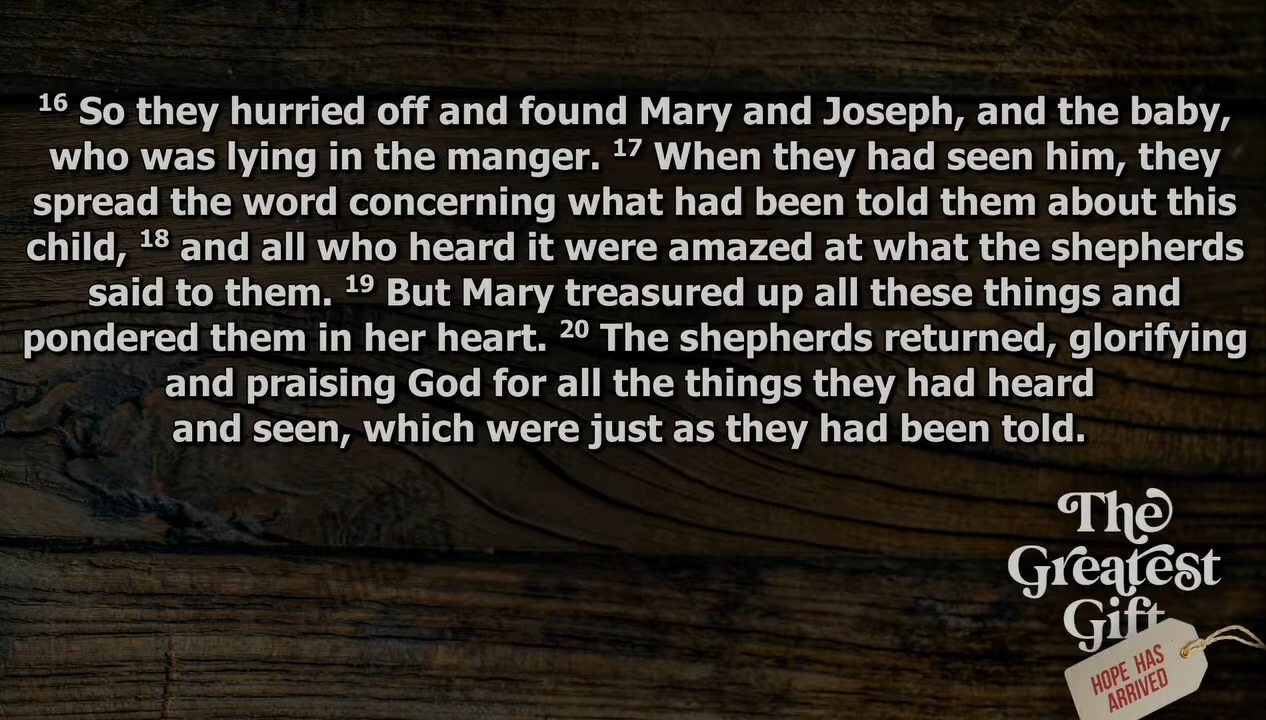 16 So they hurried off and found Mary and Joseph, and the baby,
who was lying in the manger. 17 When they had seen him, they
spread the word concerning what had been told them about this
child, 18 and all who heard it were amazed at what the shepherds
said to them. 19 But Mary treasured up all these things and
pondered them in her heart. 20 The shepherds returned, glorifying
and praising God for all the things they had heard
and seen, which were just as they had been told.
The
Greatest
Gift
HOPE HAS
ARRIVED